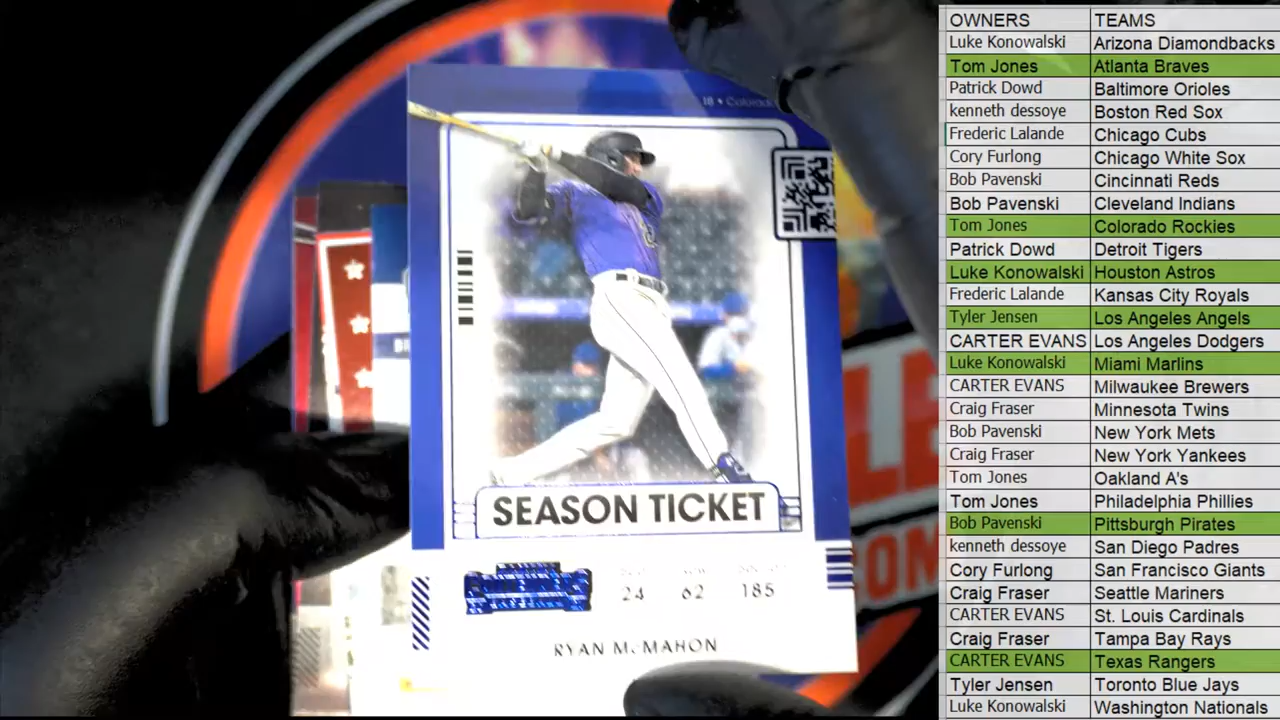 OWNERS TEAMS
Luke Konowalski Arizona Diamondbacks
Tom Jones Atlanta Braves
Patrick Dowd Baltimore Orioles
kenneth dessoye Boston Red Sox
Frederic Lalande Chicago Cubs
Cory Furlong Chicago White Sox
Bob Pavenski Cincinnati Reds
Bob Pavenski Cleveland Indians
Tom Jones Colorado Rockies
Patrick Dowd Detroit Tigers
Luke Konowalski Houston Astros
Frederic Lalande Kansas City Royals
Tyler Jensen Los Angeles Angels
CARTER EVANS Los Angeles Dodgers
Luke Konowalski Miami Marlins
CARTER EVANS Milwaukee Brewers
Craig Fraser Minnesota Twins
Bob Pavenski New York Mets
Craig Fraser New York Yankees
Tom Jones Oakland A's
Tom Jones Philadelphia Phillies
Bob Pavenski Pittsburgh Pirates
kenneth dessoye San Diego Padres
Cory Furlong San Francisco Giants
Craig Fraser Seattle Mariners
CARTER EVANS St. Louis Cardinals
Craig Fraser Tampa Bay Rays
CARTER EVANS Texas Rangers
Tyler Jensen Toronto Blue Jays
Luke Konowalski Washington Nationals
SEASON TICKET
24 62 185
RYAN McMAHON